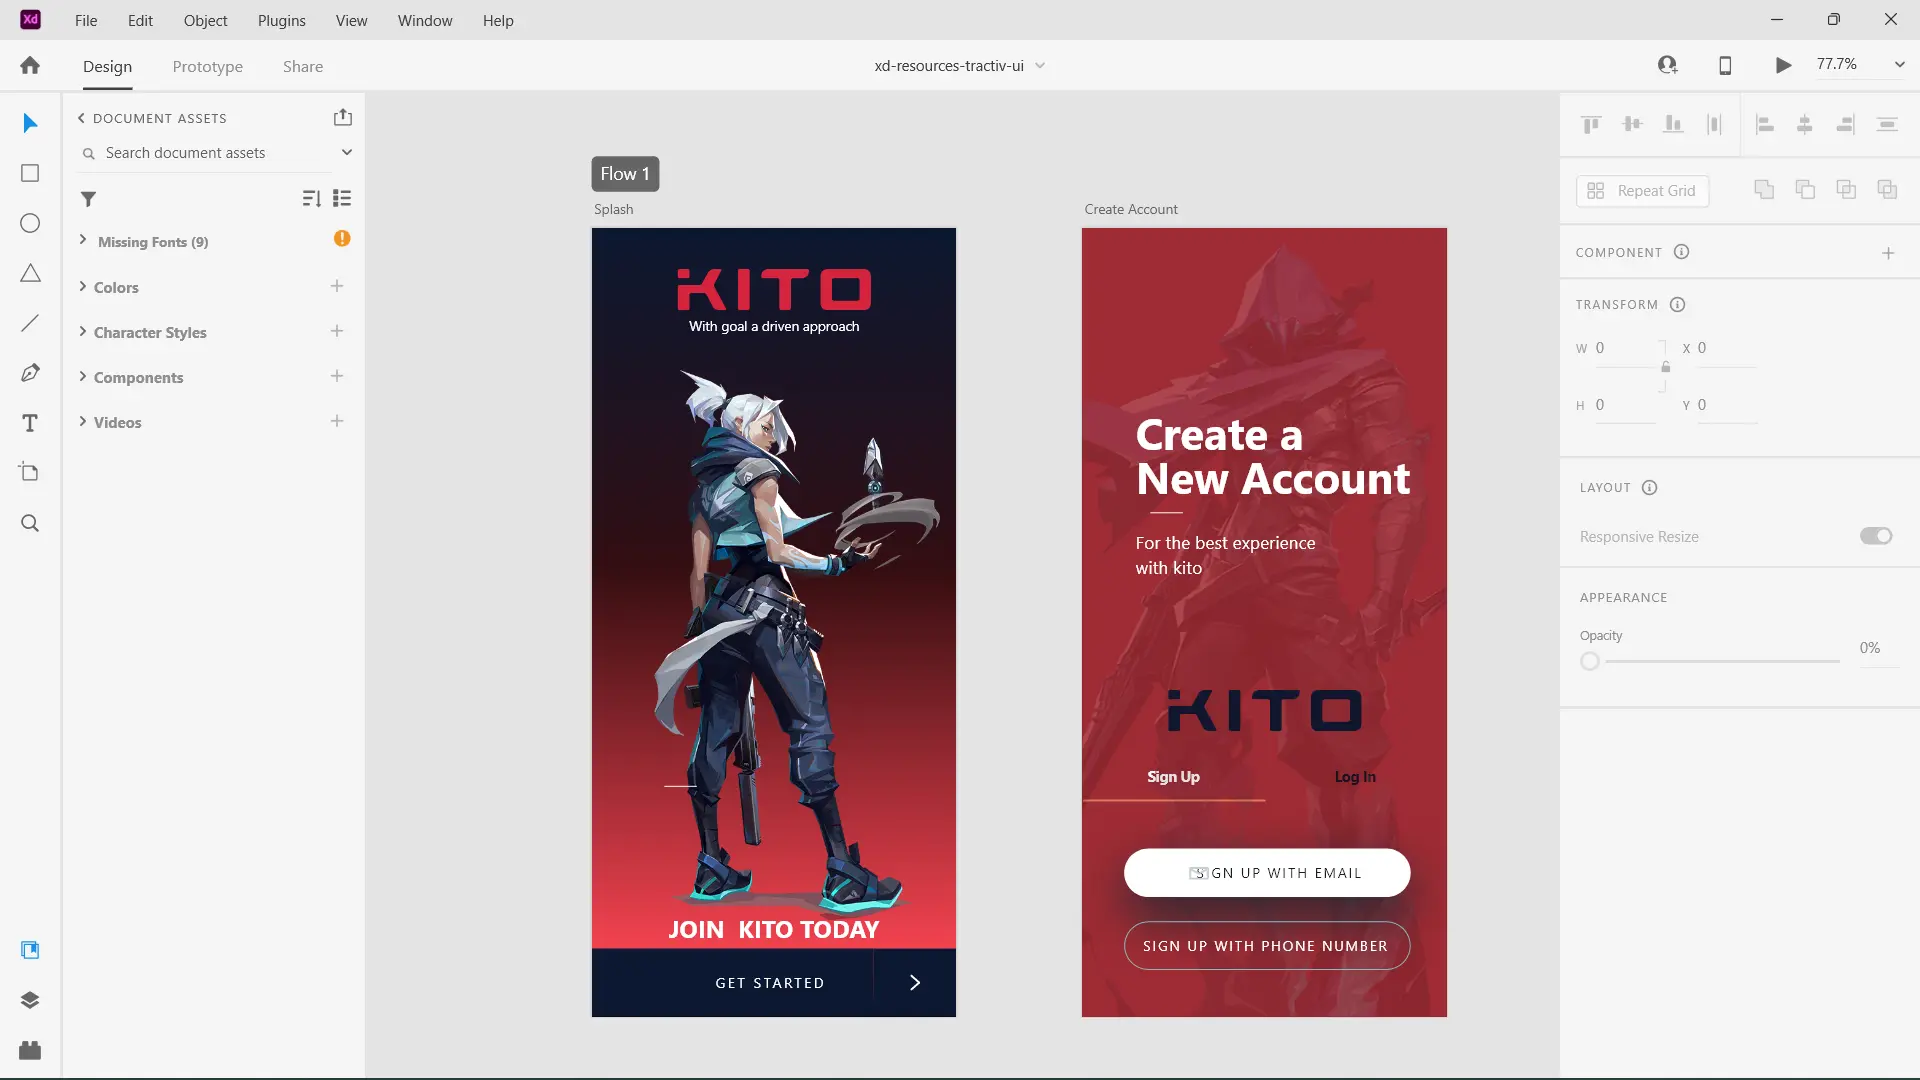 Xd File Edit Object Plugins View Window Help
Design Prototype Share
xd-resources-tractiv-ui
77.7%
DOCUMENT ASSETS
Search document assets
Missing Fonts (9)
Colors
Character Styles
Components
Videos
Flow 1
Splash
KITO
With goal a driven approach
JOIN KITO TODAY
GET STARTED
Create Account
Create a
New Account
For the best experience
with kito
KITO
Sign Up
Log In
SIGN UP WITH EMAIL
SIGN UP WITH PHONE NUMBER
Repeat Grid
COMPONENT
TRANSFORM
W 0 X 0
H 0 Y 0
LAYOUT
Responsive Resize
APPEARANCE
Opacity
0%